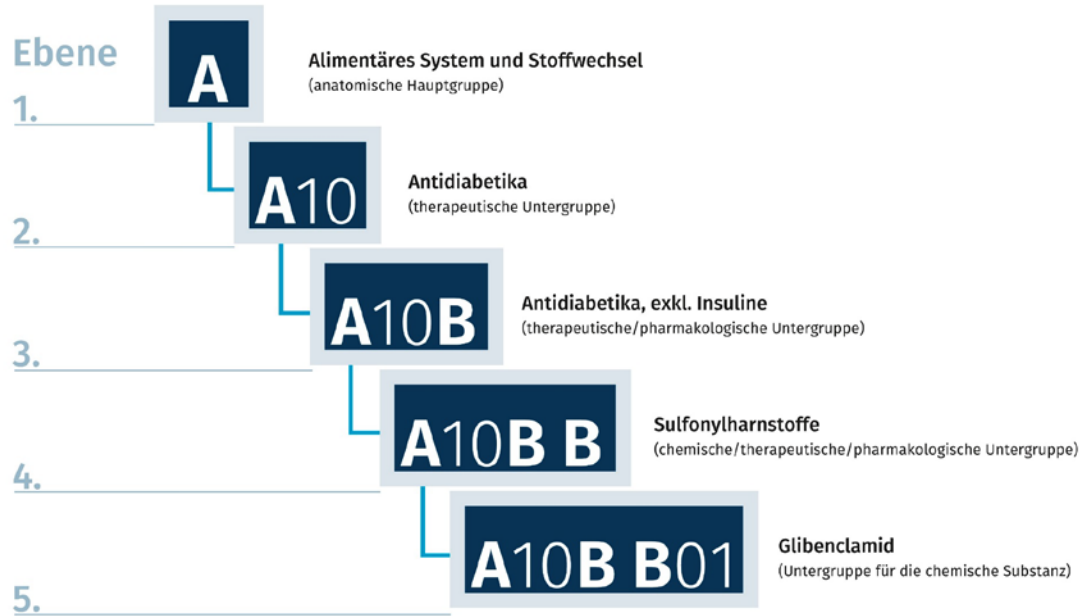 Ebene
1.
A
Alimentäres System und Stoffwechsel
(anatomische Hauptgruppe)
2.
A10
Antidiabetika
(therapeutische Untergruppe)
3.
A10B
Antidiabetika, exkl. Insuline
(therapeutische/pharmakologische Untergruppe)
4.
A10B B
Sulfonylharnstoffe
(chemische/therapeutische/pharmakologische Untergruppe)
5.
A10B B01
Glibenclamid
(Untergruppe für die chemische Substanz)